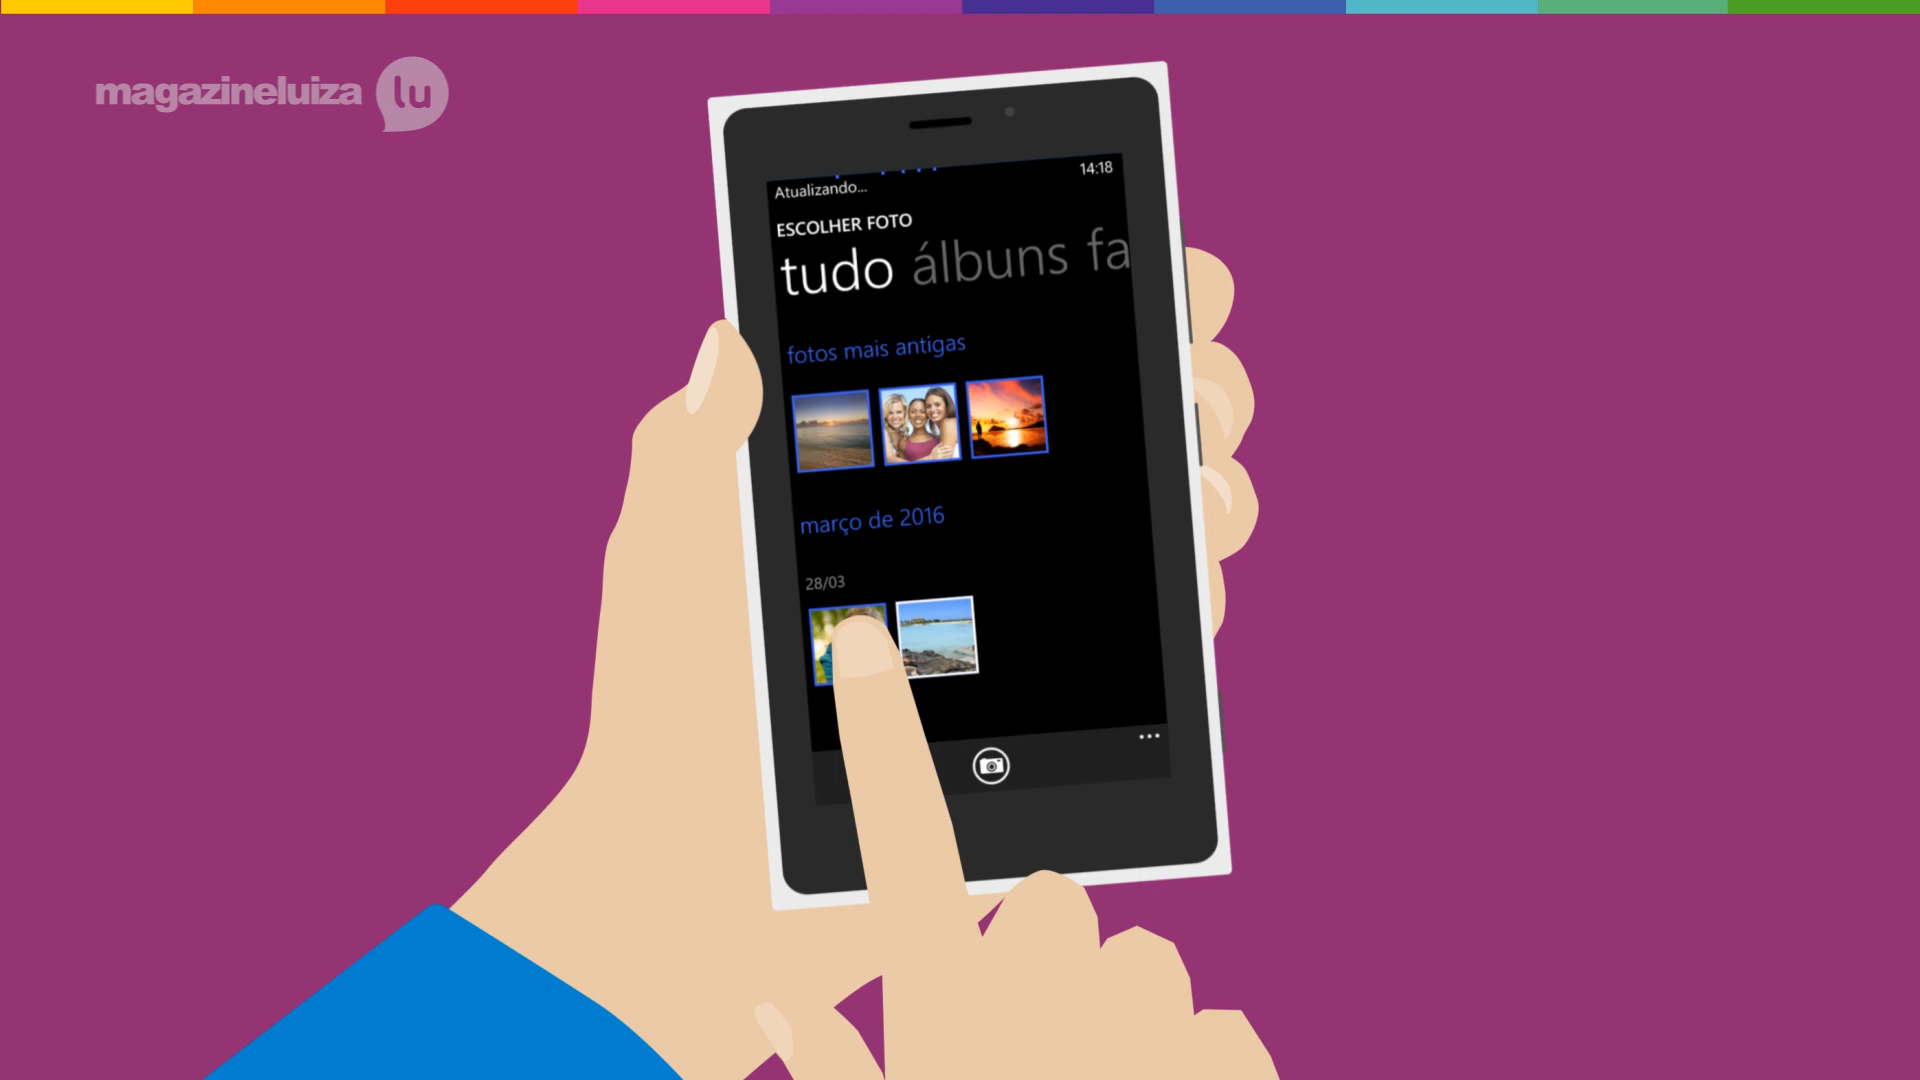 magazineluiza lu
Atualizando... 14:18
ESCOLHER FOTO
tudo álbuns fa
fotos mais antigas
março de 2016
28/03